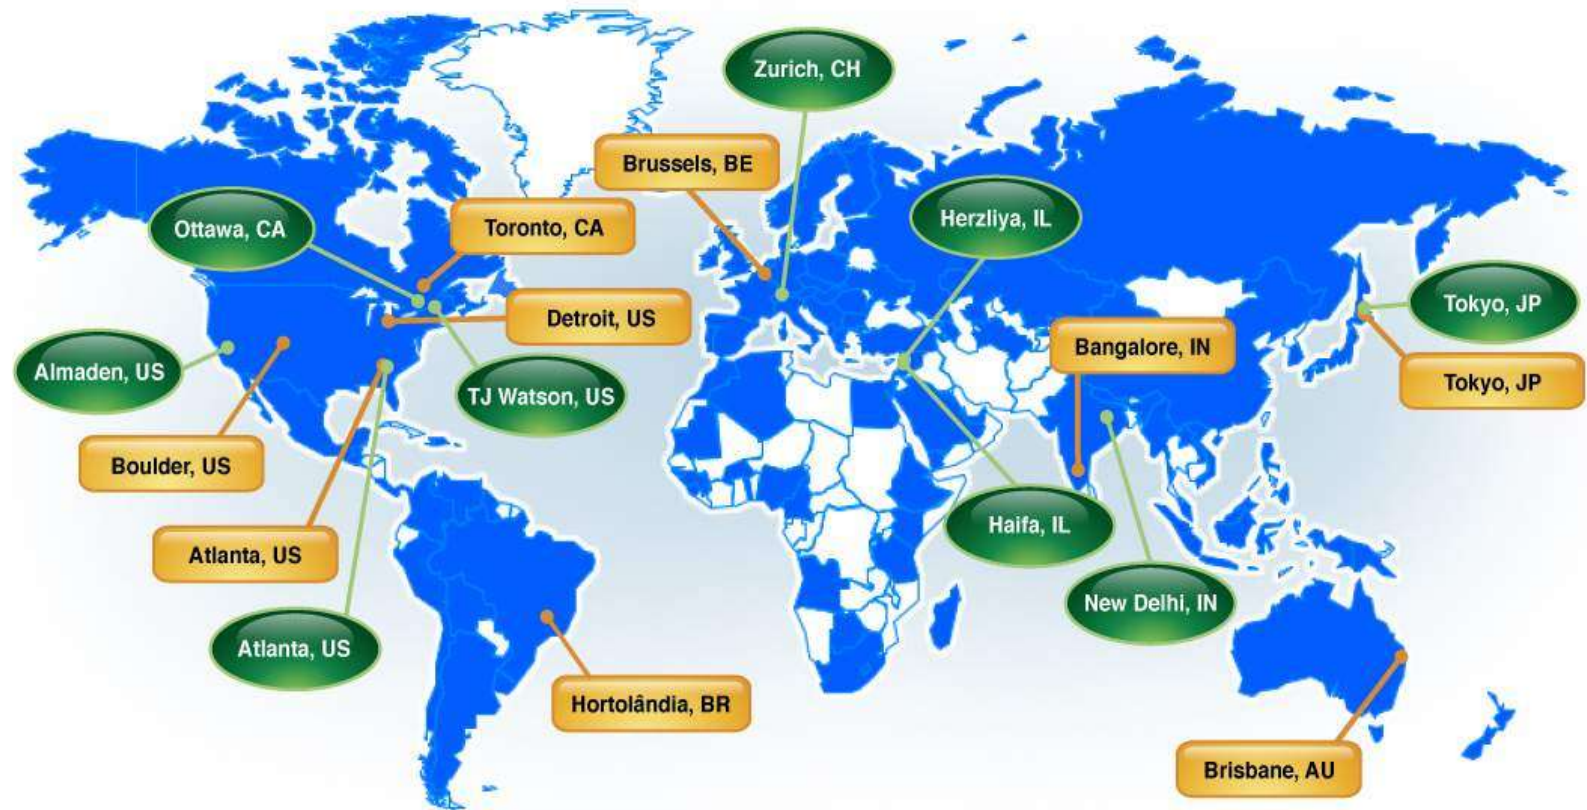 Zurich, CH
Brussels, BE
Ottawa, CA
Toronto, CA
Herzliya, IL
Tokyo, JP
Detroit, US
Bangalore, IN
Almaden, US
TJ Watson, US
Tokyo, JP
Boulder, US
Atlanta, US
Haifa, IL
New Delhi, IN
Atlanta, US
Hortolândia, BR
Brisbane, AU